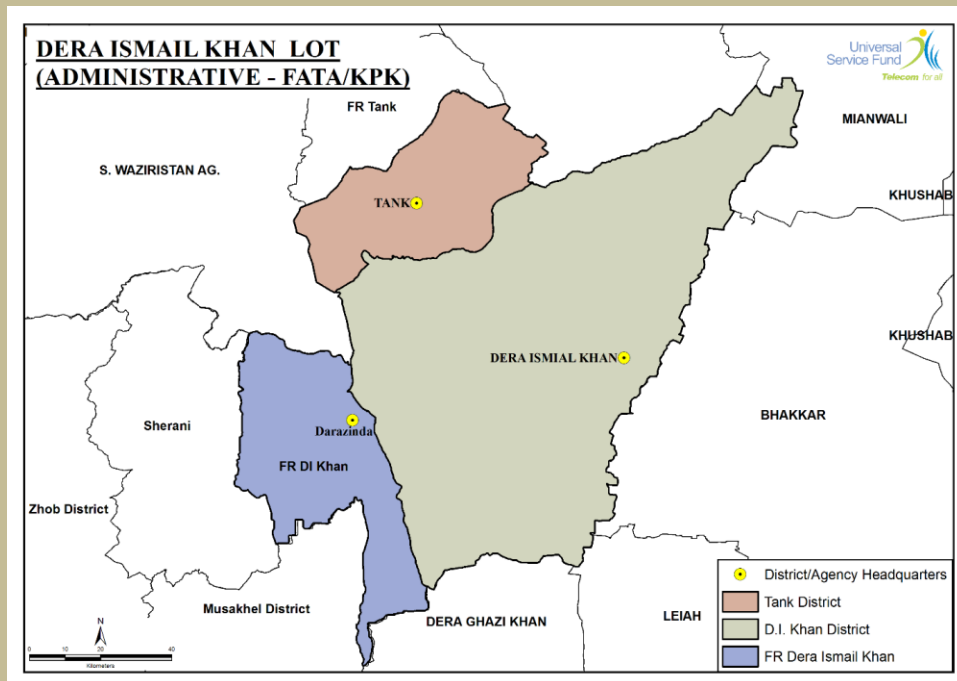 DERA ISMAIL KHAN LOT
(ADMINISTRATIVE - FATA/KPK)
Universal
Service Fund
Telecom for all
FR Tank
MIANWALI
S. WAZIRISTAN AG.
KHUSHAB
TANK
KHUSHAB
DERA ISMIAL KHAN
BHAKKAR
Sherani
Darazinda
FR DI Khan
Zhob District
Musakhel District
DERA GHAZI KHAN
LEIAH
District/Agency Headquarters
Tank District
D.I. Khan District
FR Dera Ismail Khan
N
0 10 20 40
Kilometers